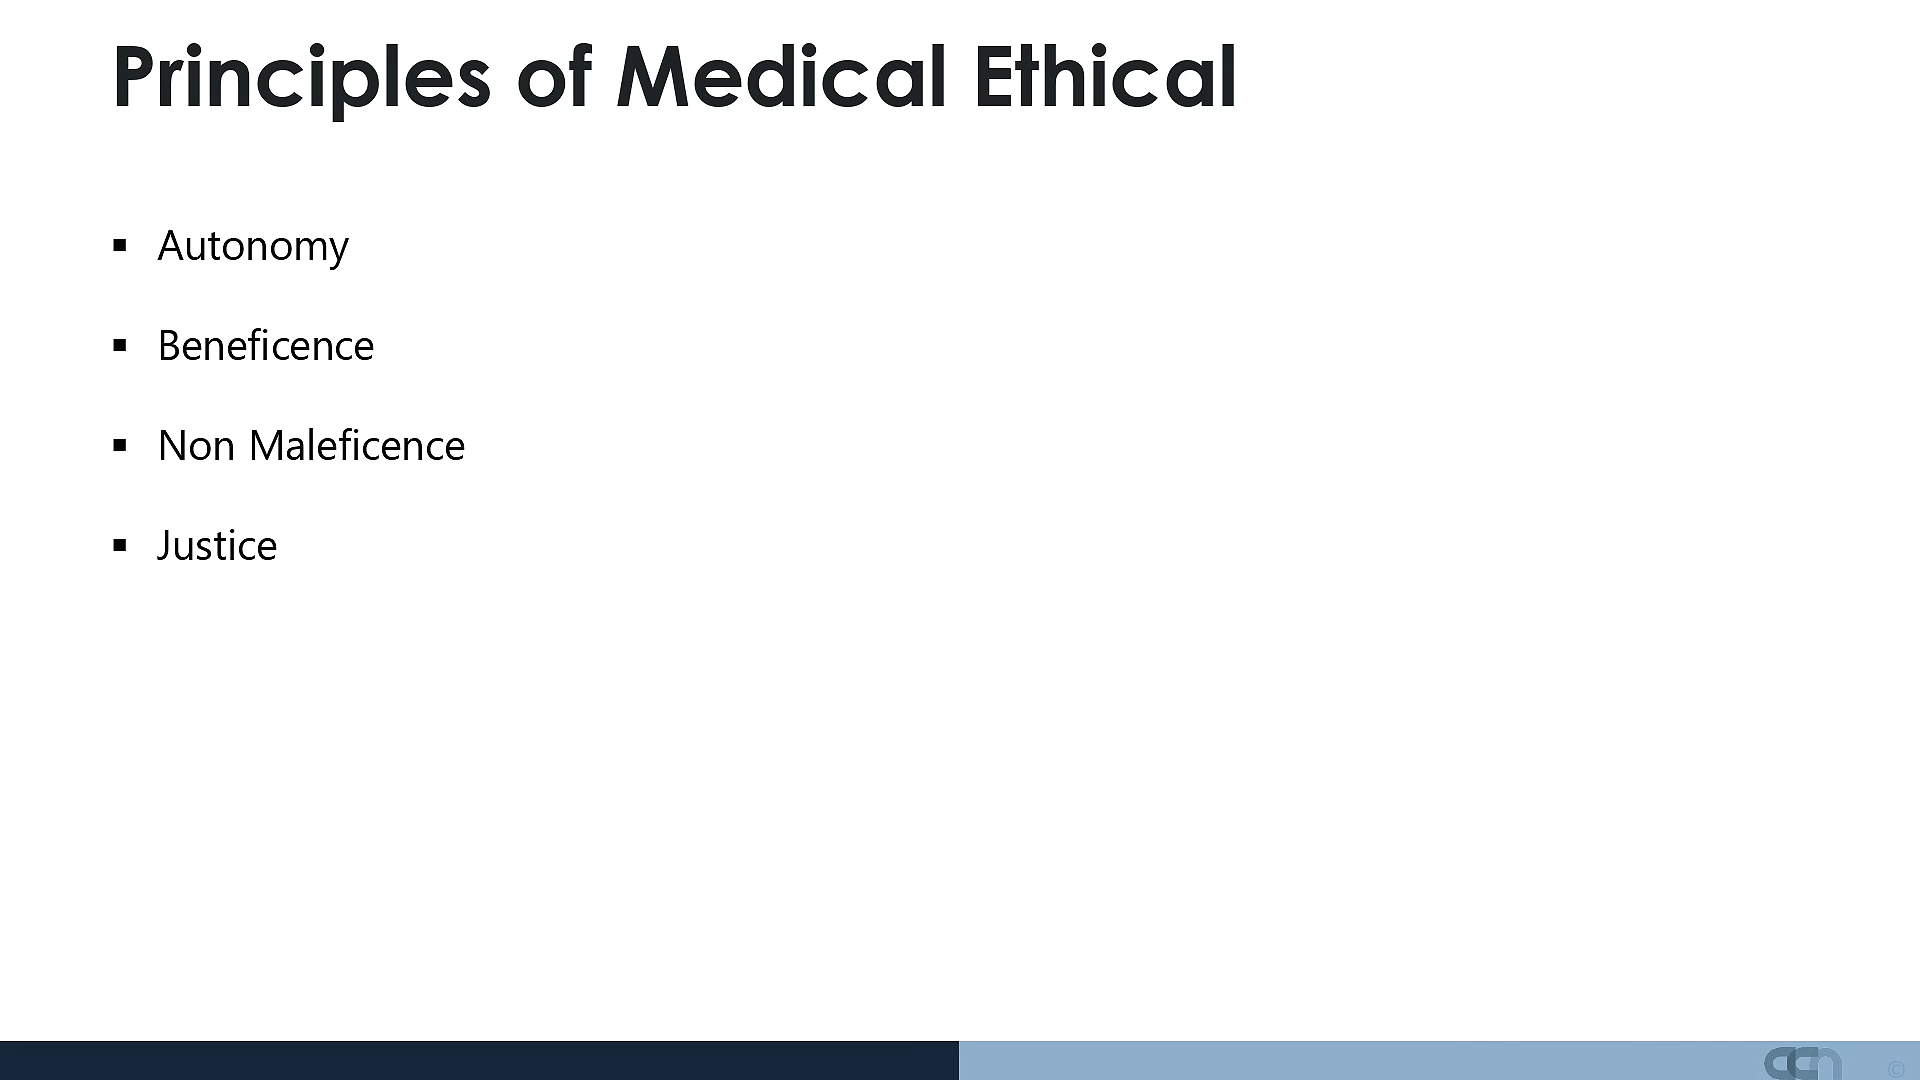 Principles of Medical Ethical
▪ Autonomy
▪ Beneficence
▪ Non Maleficence
▪ Justice
©